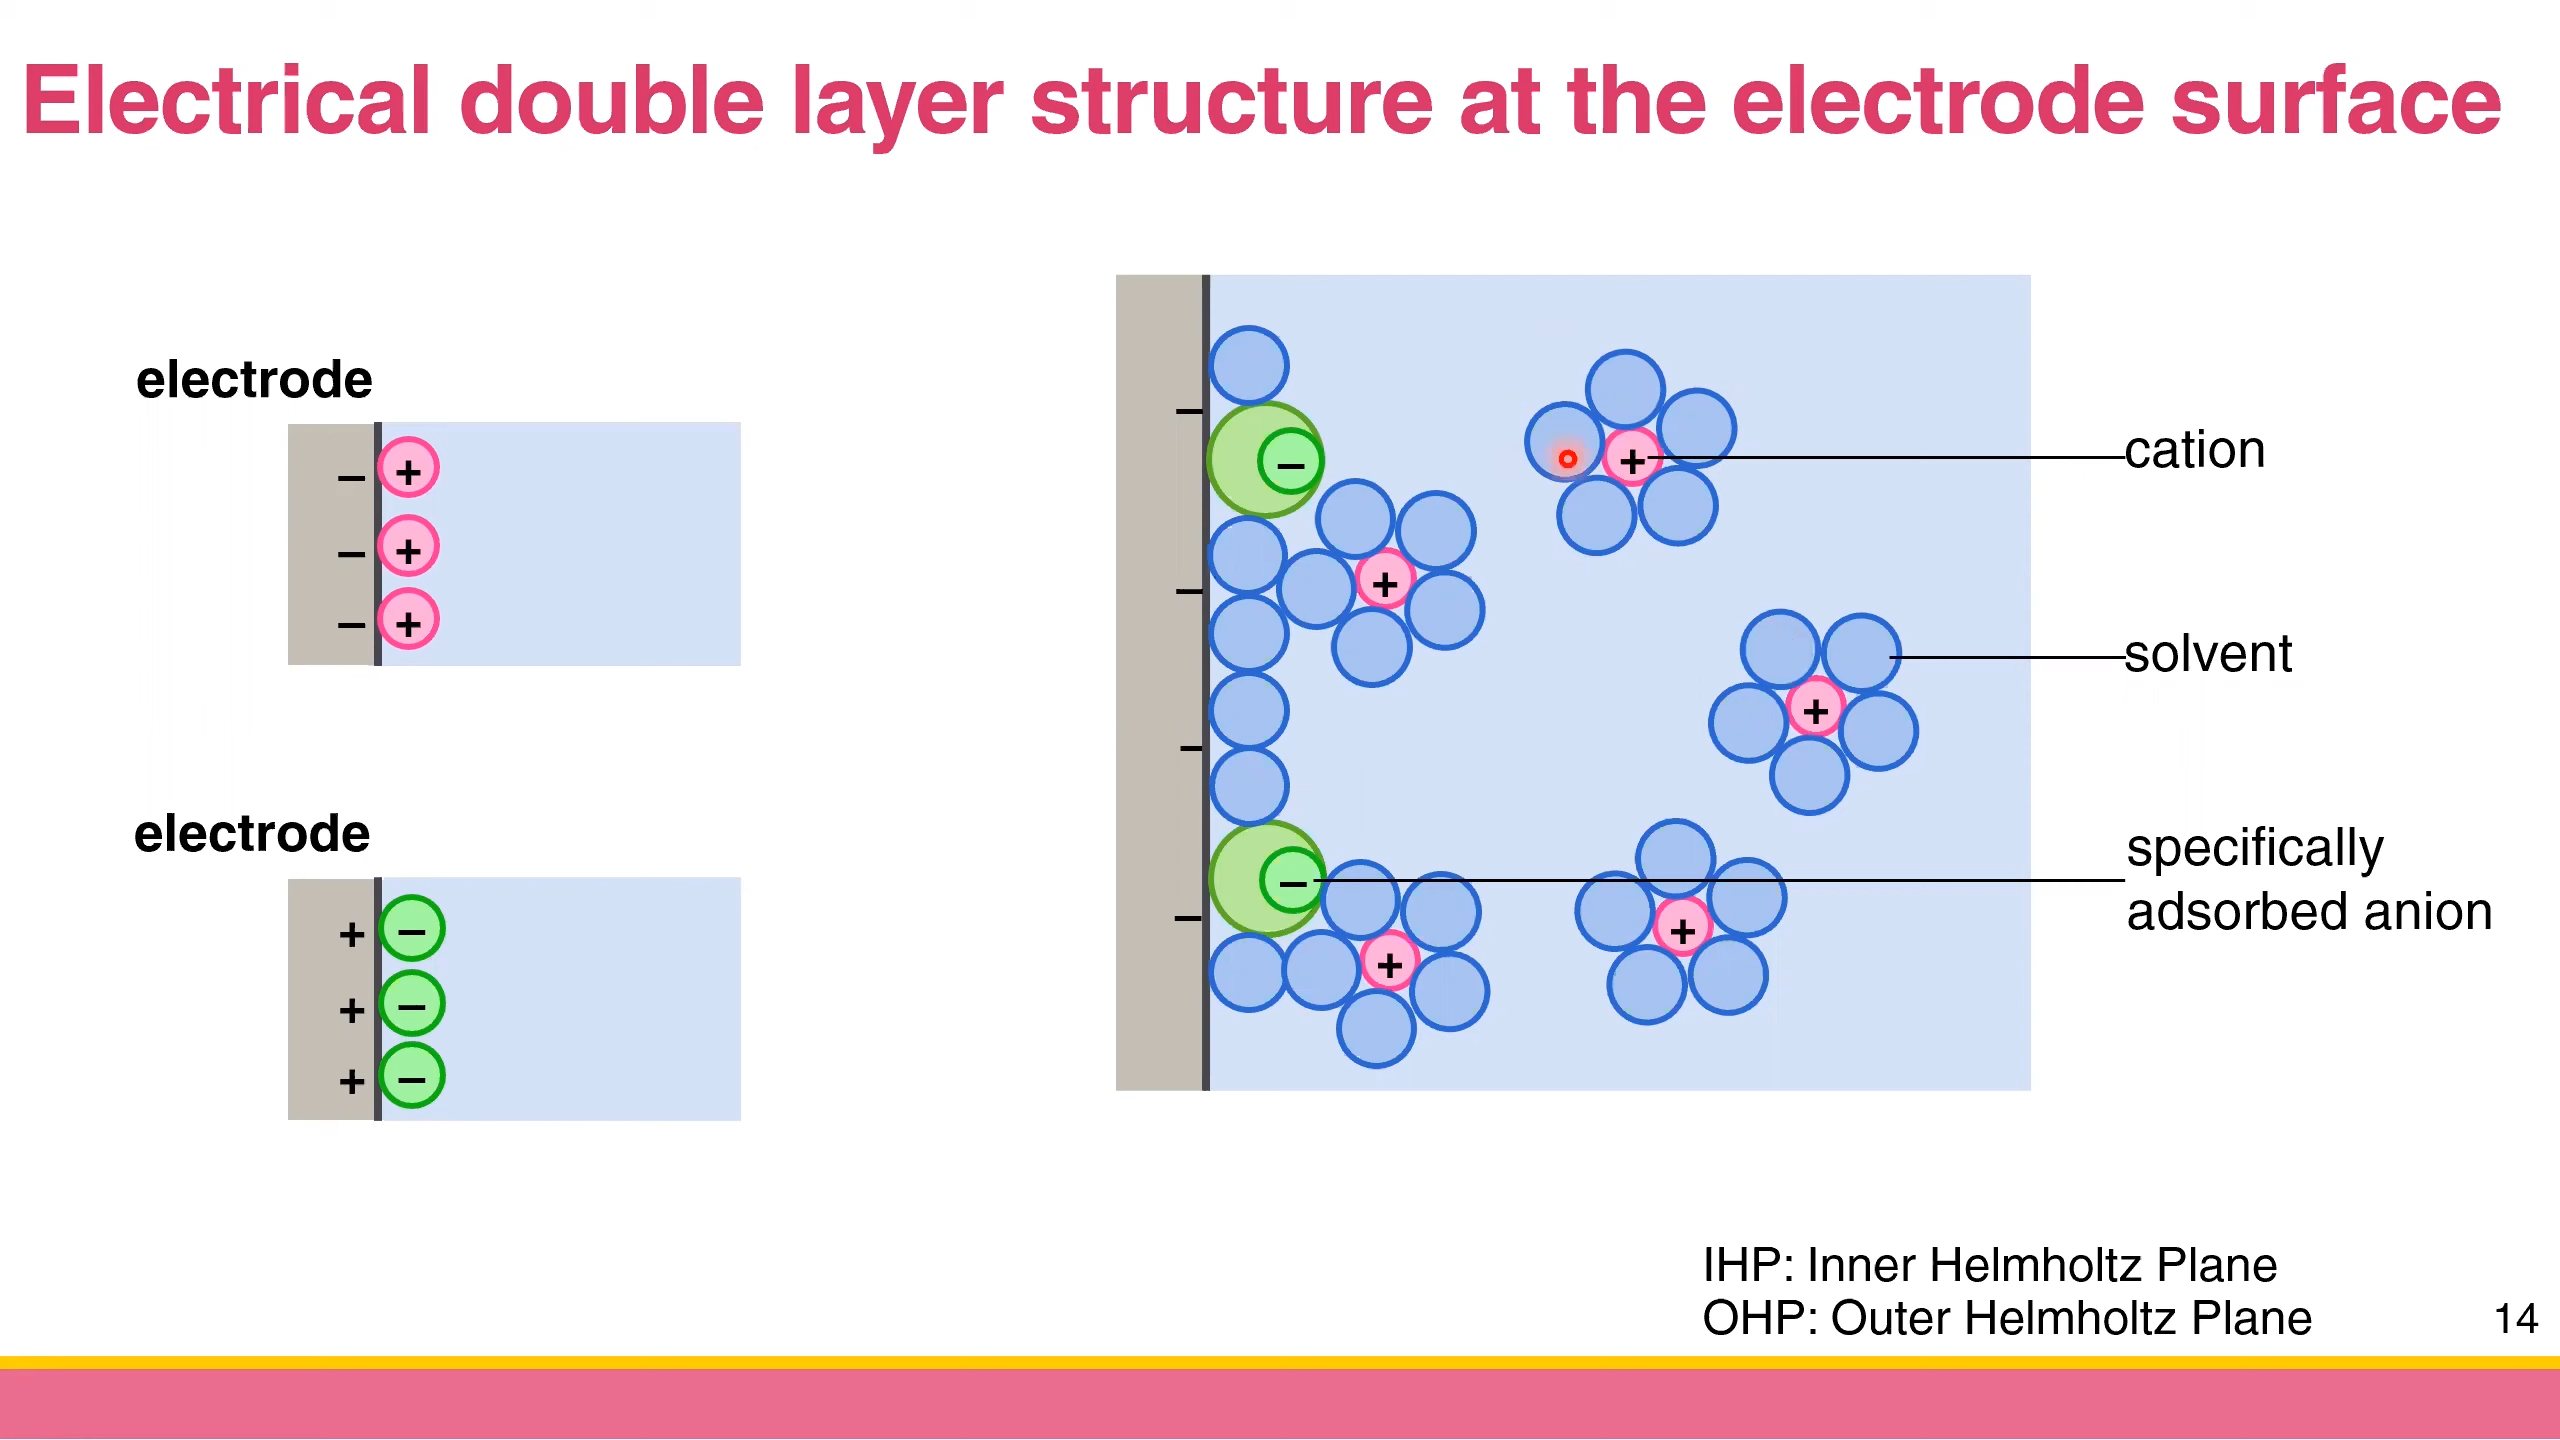 Electrical double layer structure at the electrode surface
electrode
– +
– +
– +
electrode
+ –
+ –
+ –
–
–
–
–
–
+
+
+
–
+
+
cation
solvent
specifically
adsorbed anion
IHP: Inner Helmholtz Plane
OHP: Outer Helmholtz Plane
14